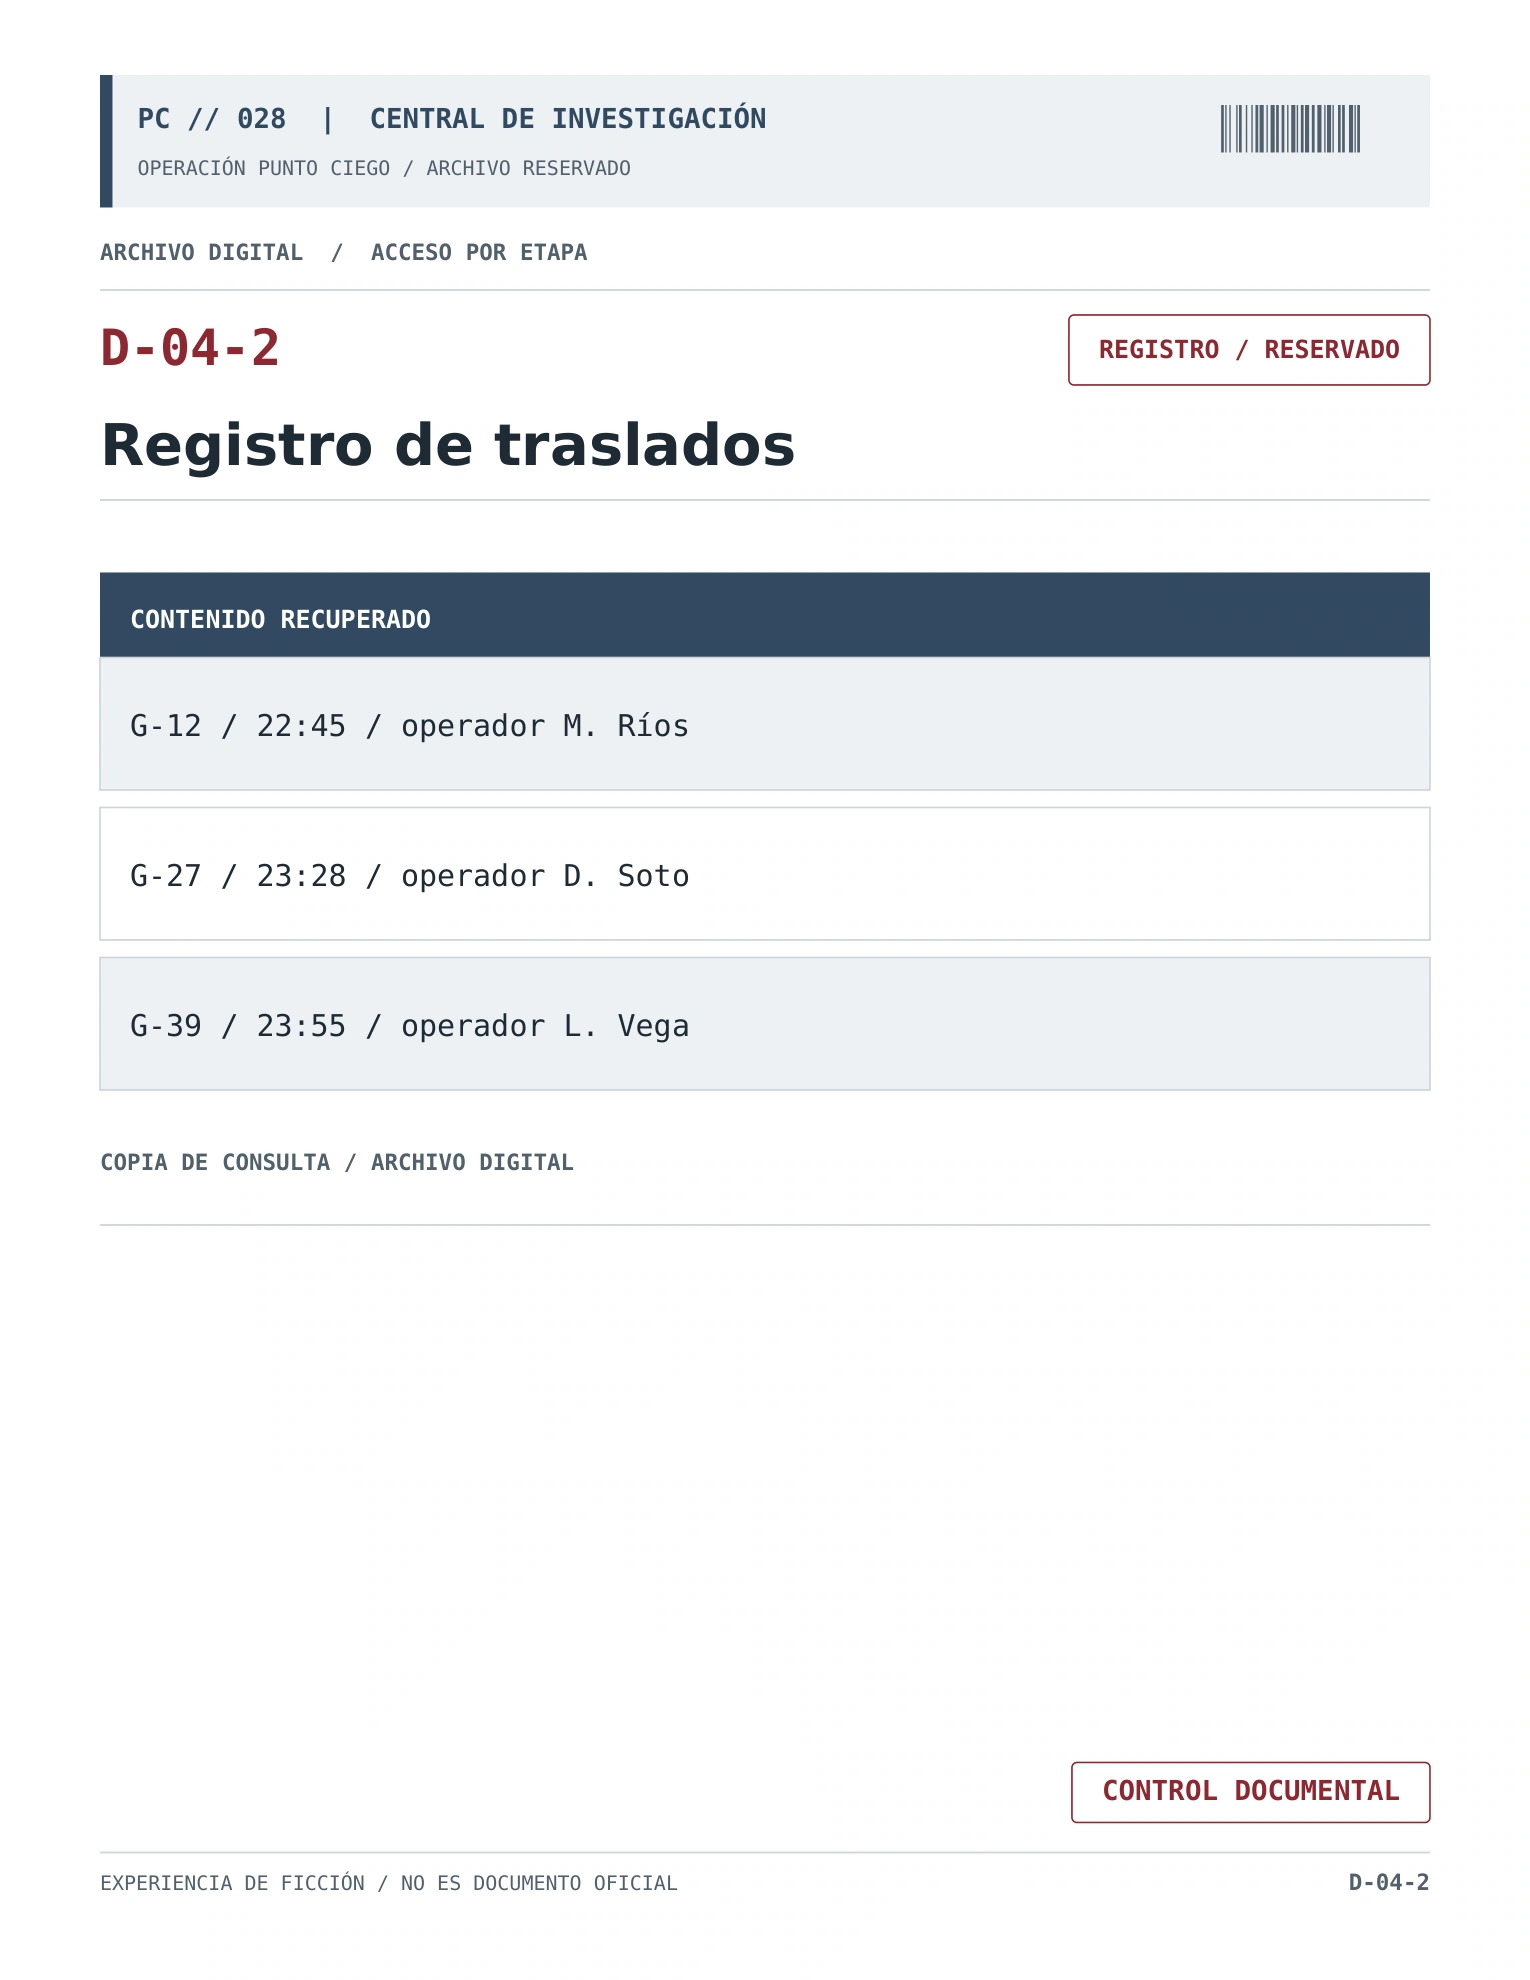 PC // 028 | CENTRAL DE INVESTIGACIÓN
OPERACIÓN PUNTO CIEGO / ARCHIVO RESERVADO
ARCHIVO DIGITAL / ACCESO POR ETAPA
D-04-2
REGISTRO / RESERVADO
Registro de traslados
CONTENIDO RECUPERADO
G-12 / 22:45 / operador M. Ríos
G-27 / 23:28 / operador D. Soto
G-39 / 23:55 / operador L. Vega
COPIA DE CONSULTA / ARCHIVO DIGITAL
CONTROL DOCUMENTAL
EXPERIENCIA DE FICCIÓN / NO ES DOCUMENTO OFICIAL
D-04-2